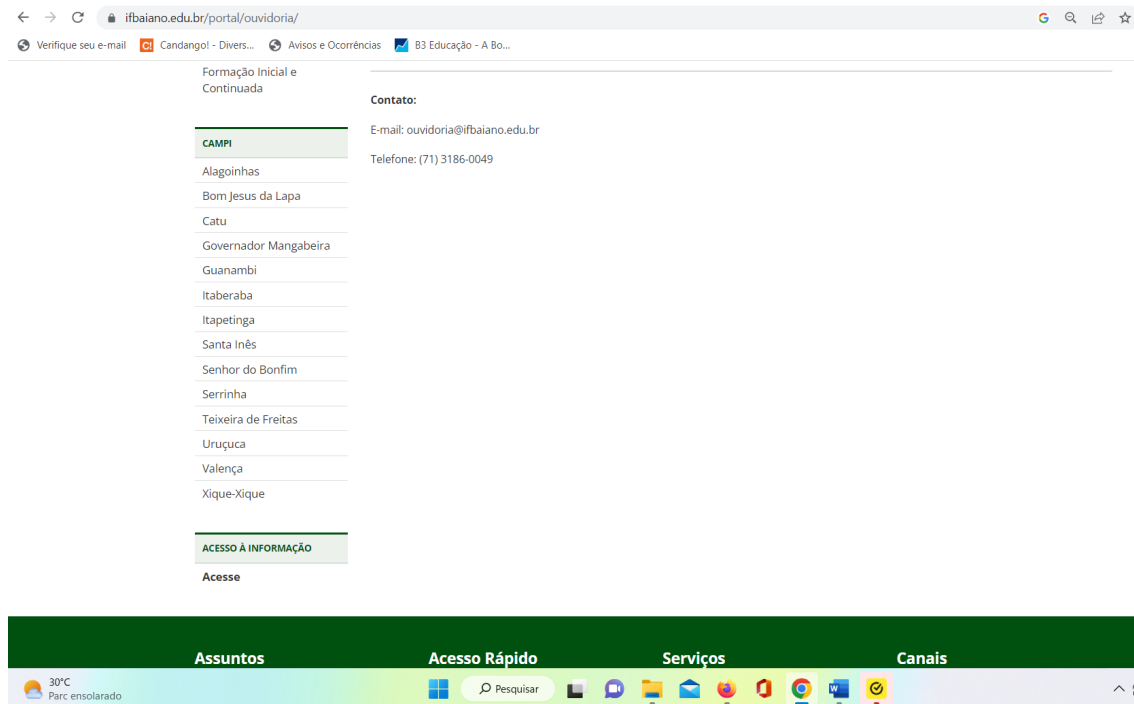 ifbaiano.edu.br/portal/ouvidoria/
Verifique seu e-mail
C!
Candango! - Divers...
Avisos e Ocorrências
B3 Educação - A Bo...
Formação Inicial e
Continuada
CAMPI
Alagoinhas
Bom Jesus da Lapa
Catu
Governador Mangabeira
Guanambi
Itaberaba
Itapetinga
Santa Inês
Senhor do Bonfim
Serrinha
Teixeira de Freitas
Uruçuca
Valença
Xique-Xique
ACESSO À INFORMAÇÃO
Acesse
Contato:
E-mail: ouvidoria@ifbaiano.edu.br
Telefone: (71) 3186-0049
Assuntos
Acesso Rápido
Serviços
Canais
30°C
Parc ensolarado
Pesquisar